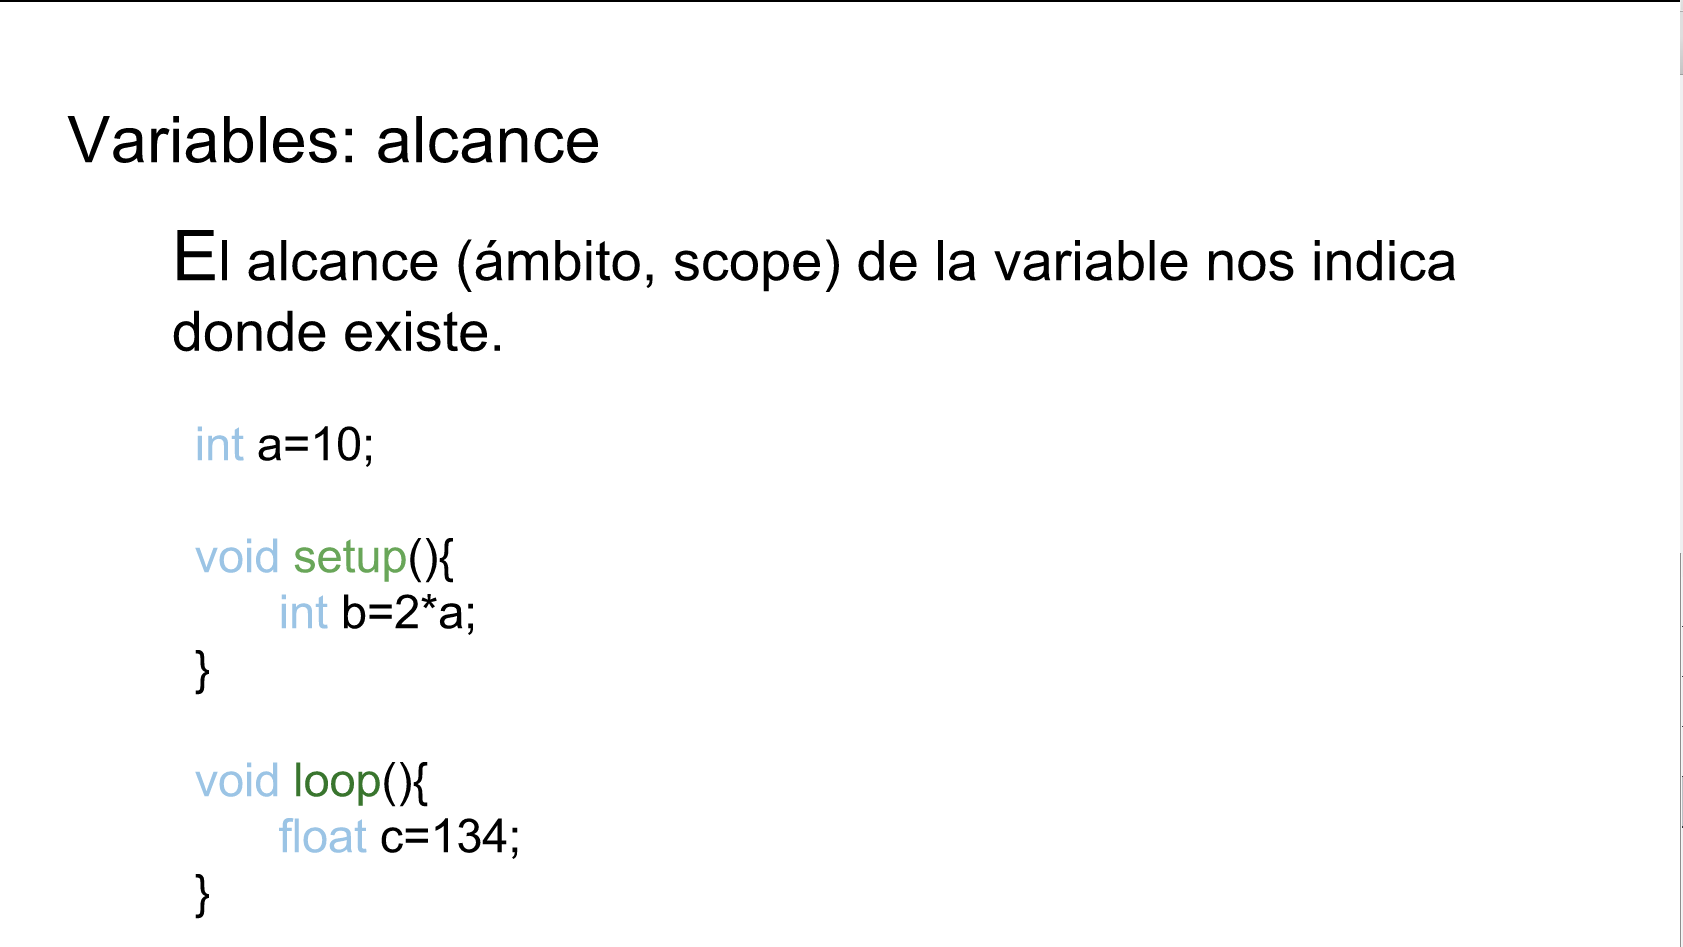 Variables: alcance
El alcance (ámbito, scope) de la variable nos indica
donde existe.
int a=10;
void setup(){
int b=2*a;
}
void loop(){
float c=134;
}